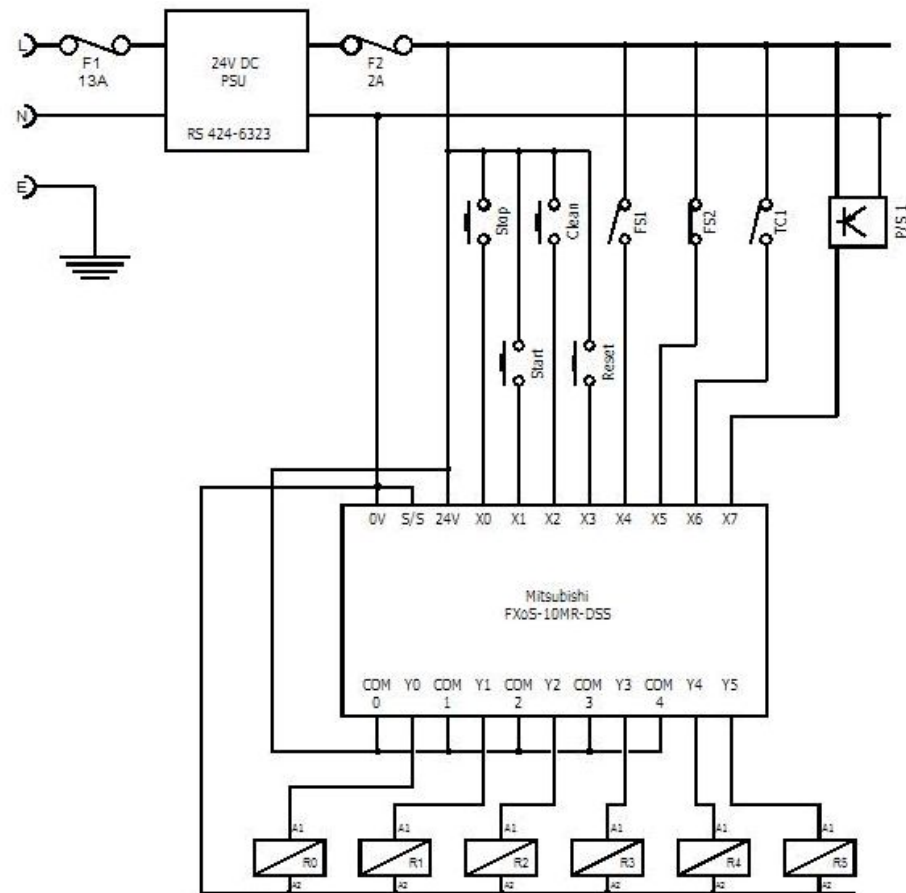 L
F1
13A
24V DC
PSU
RS 424-6323
F2
2A
N
E
Stop
Clean
FS1
FS2
TC1
P/S 1
Start
Reset
0V S/S 24V X0 X1 X2 X3 X4 X5 X6 X7
Mitsubishi
FXoS-10MR-DSS
COM Y0 COM Y1 COM Y2 COM Y3 COM Y4 Y5
0 1 2 3 4
A1 A1 A1 A1 A1 A1
R0 R1 R2 R3 R4 R5
A2 A2 A2 A2 A2 A2